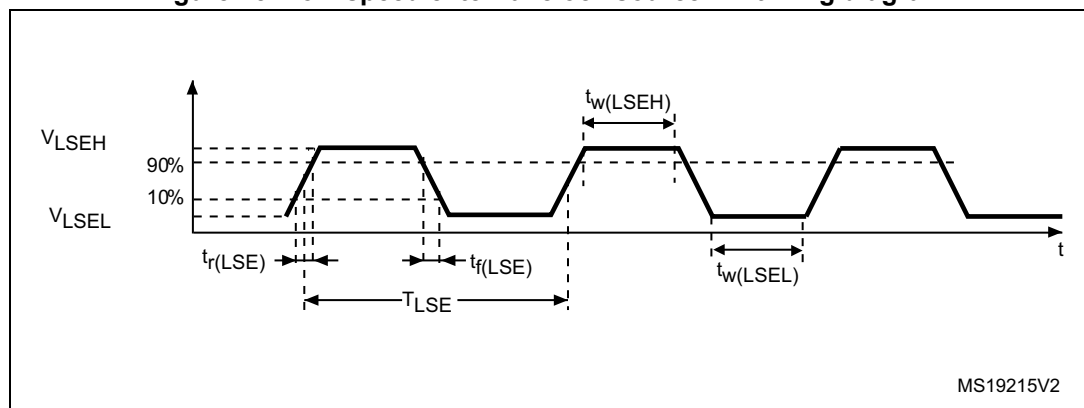 tw(LSEH)
VLSEH
90%
10%
VLSEL
tr(LSE)
tf(LSE)
tw(LSEL)
t
TLSE
MS19215V2